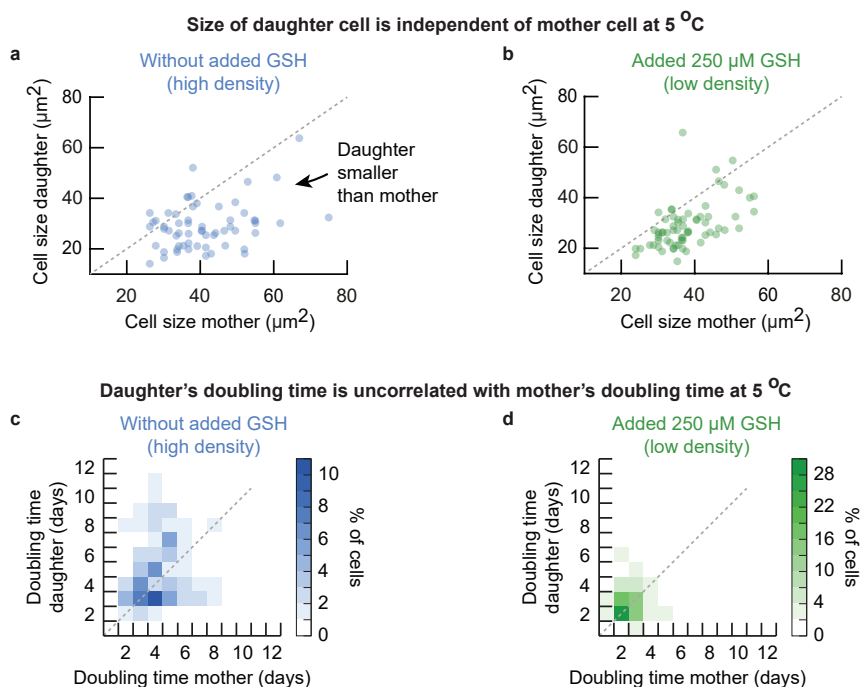 Size of daughter cell is independent of mother cell at 5 ºC
a
Without added GSH
(high density)
Cell size daughter (µm²)
80
60
40
20
Daughter
smaller
than mother
20
40
60
80
Cell size mother (µm²)
b
Added 250 µM GSH
(low density)
Cell size daughter (µm²)
80
60
40
20
20
40
60
80
Cell size mother (µm²)
Daughter’s doubling time is uncorrelated with mother’s doubling time at 5 ºC
c
Without added GSH
(high density)
Doubling time
daughter (days)
12
10
8
6
4
2
2
4
6
8
10
12
Doubling time mother (days)
10
8
6
4
2
0
% of cells
d
Added 250 µM GSH
(low density)
Doubling time
daughter (days)
12
10
8
6
4
2
2
4
6
8
10
12
Doubling time mother (days)
28
22
16
10
4
0
% of cells